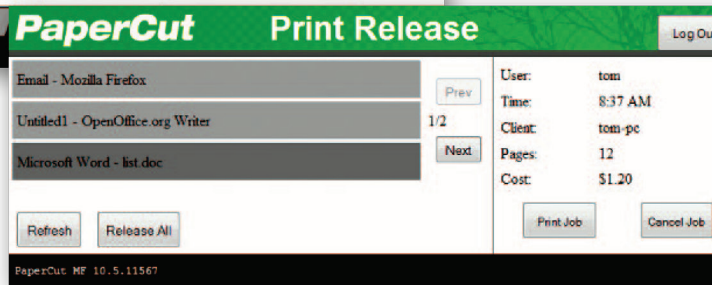 PaperCut Print Release
Log Ou
Email - Mozilla Firefox
Untitled1 - OpenOffice.org Writer
Microsoft Word - list.doc
Prev
1/2
Next
Refresh
Release All
User: tom
Time: 8:37 AM
Client: tom-pc
Pages: 12
Cost: $1.20
Print Job
Cancel Job
PaperCut MF 10.5.11567